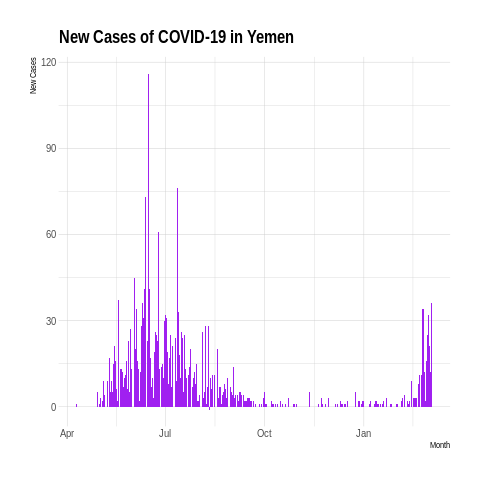 New Cases of COVID-19 in Yemen
New Cases
120
90
60
30
0
Apr
Jul
Oct
Jan
Month